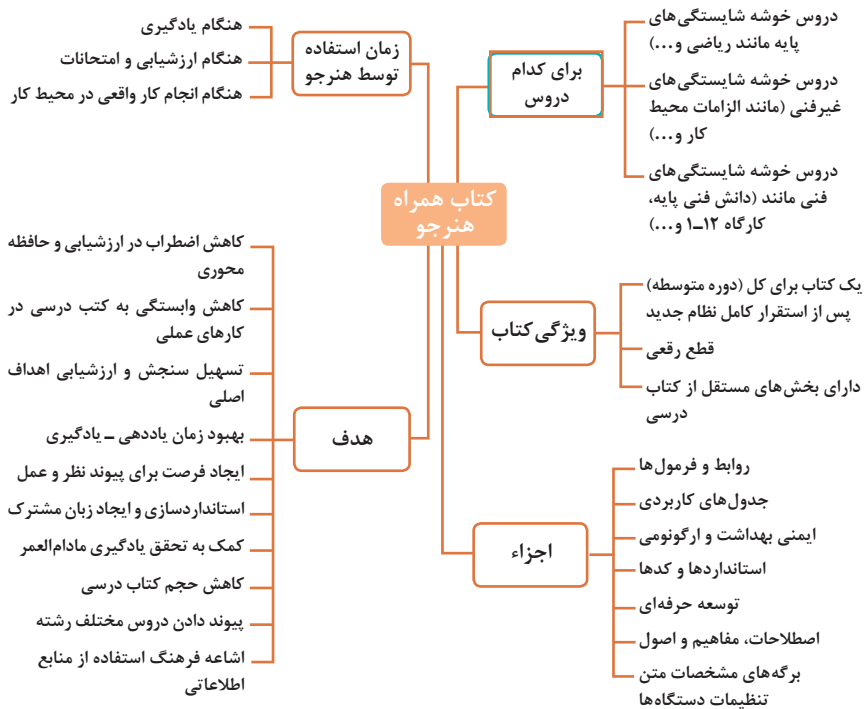 کتاب همراه
هنرجو
برای کدام
دروس
دروس خوشه شایستگی‌های
پایه مانند ریاضی و...)
دروس خوشه شایستگی‌های
غیرفنی (مانند الزامات محیط
کار و...)
دروس خوشه شایستگی‌های
فنی مانند (دانش فنی پایه،
کارگاه ۱۲ـ۱ و...)
ویژگی کتاب
یک کتاب برای کل (دوره متوسطه)
پس از استقرار کامل نظام جدید
قطع رقعی
دارای بخش‌های مستقل از کتاب
درسی
اجزاء
روابط و فرمول‌ها
جدول‌های کاربردی
ایمنی بهداشت و ارگونومی
استانداردها و کدها
توسعه حرفه‌ای
اصطلاحات، مفاهیم و اصول
برگه‌های مشخصات متن
تنظیمات دستگاه‌ها
زمان استفاده
توسط هنرجو
هنگام یادگیری
هنگام ارزشیابی و امتحانات
هنگام انجام کار واقعی در محیط کار
هدف
کاهش اضطراب در ارزشیابی و حافظه
محوری
کاهش وابستگی به کتب درسی در
کارهای عملی
تسهیل سنجش و ارزشیابی اهداف
اصلی
بهبود زمان یاددهی ـ یادگیری
ایجاد فرصت برای پیوند نظر و عمل
استانداردسازی و ایجاد زبان مشترک
کمک به تحقق یادگیری مادام‌العمر
کاهش حجم کتاب درسی
پیوند دادن دروس مختلف رشته
اشاعه فرهنگ استفاده از منابع
اطلاعاتی